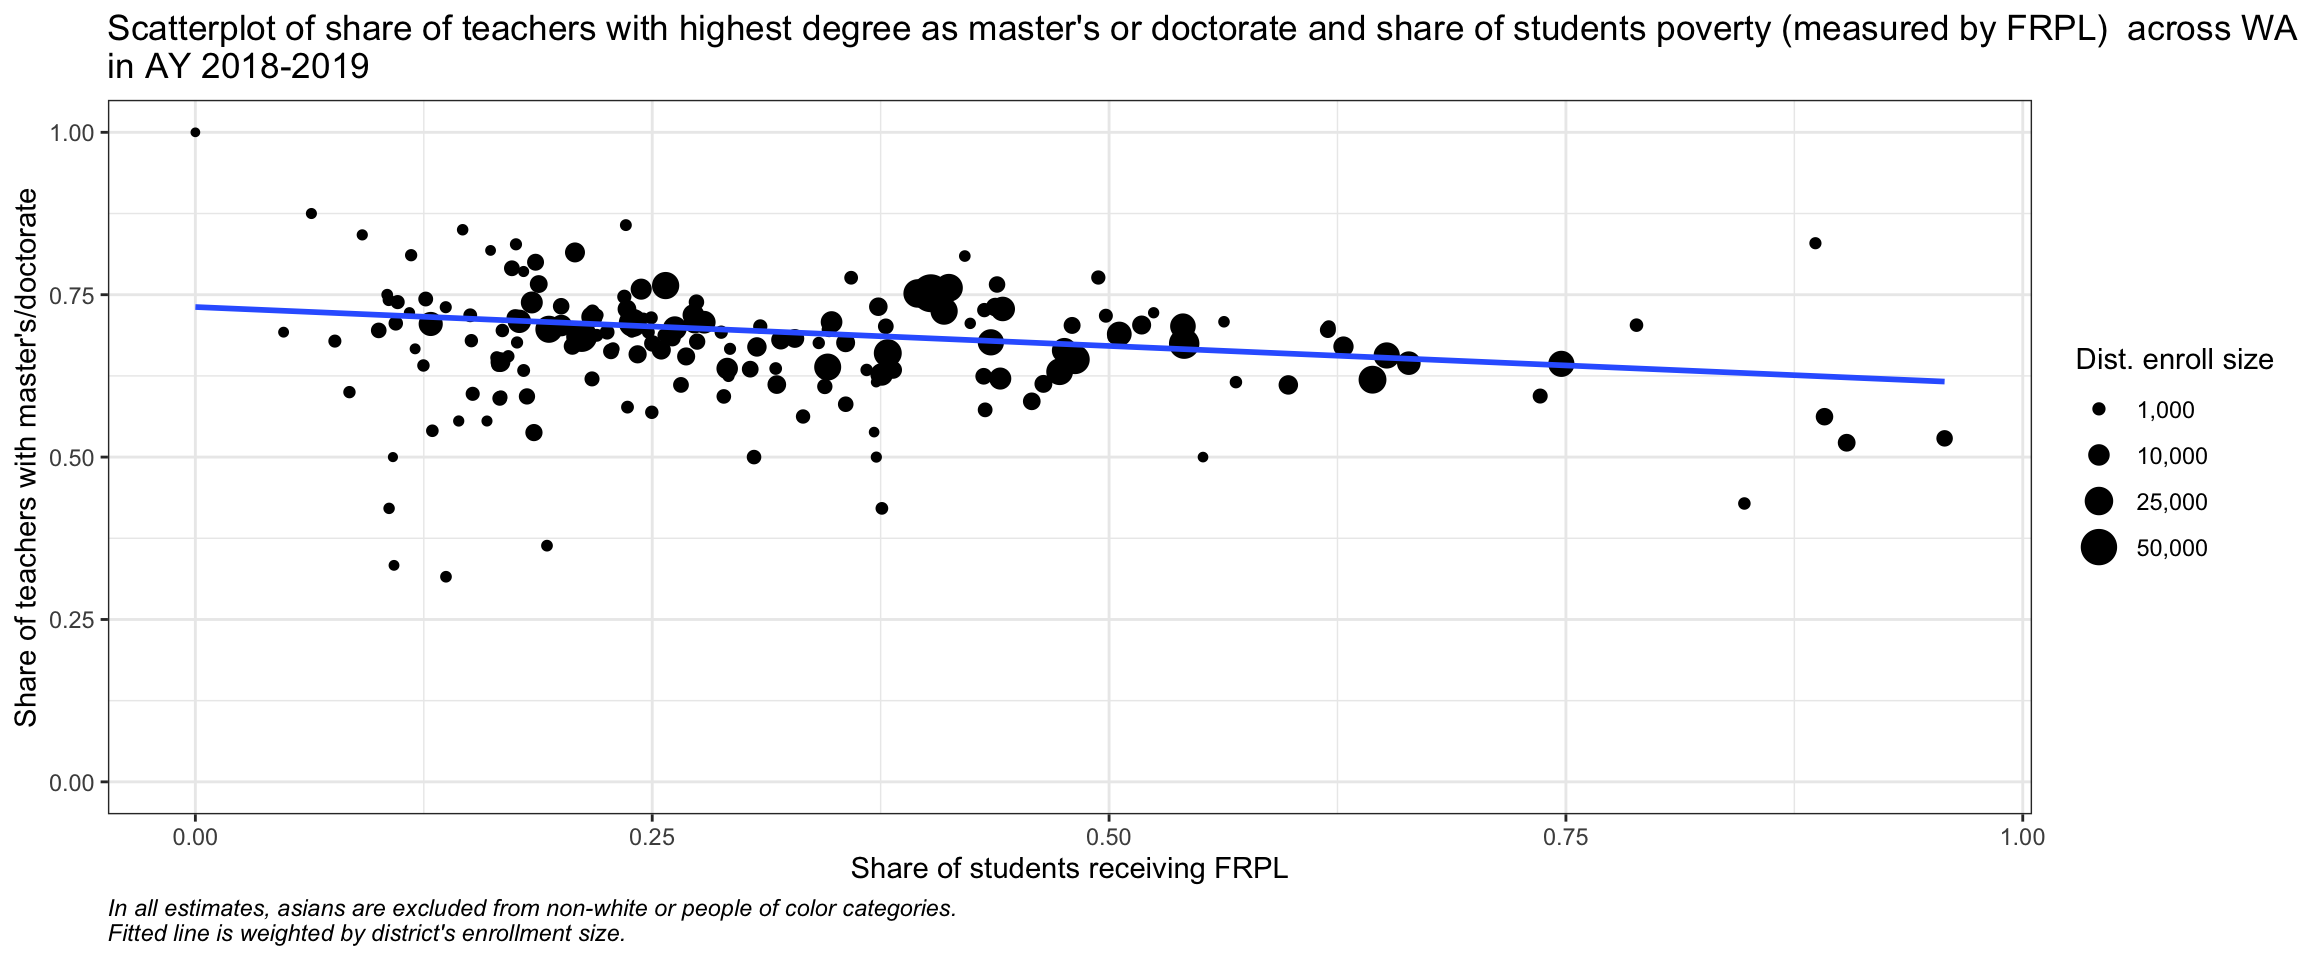 Scatterplot of share of teachers with highest degree as master's or doctorate and share of students poverty (measured by FRPL)  across WA
in AY 2018-2019
Share of teachers with master's/doctorate
1.00
0.75
0.50
0.25
0.00
0.00 0.25 0.50 0.75 1.00
Share of students receiving FRPL
Dist. enroll size
1,000
10,000
25,000
50,000
In all estimates, asians are excluded from non-white or people of color categories.
Fitted line is weighted by district's enrollment size.